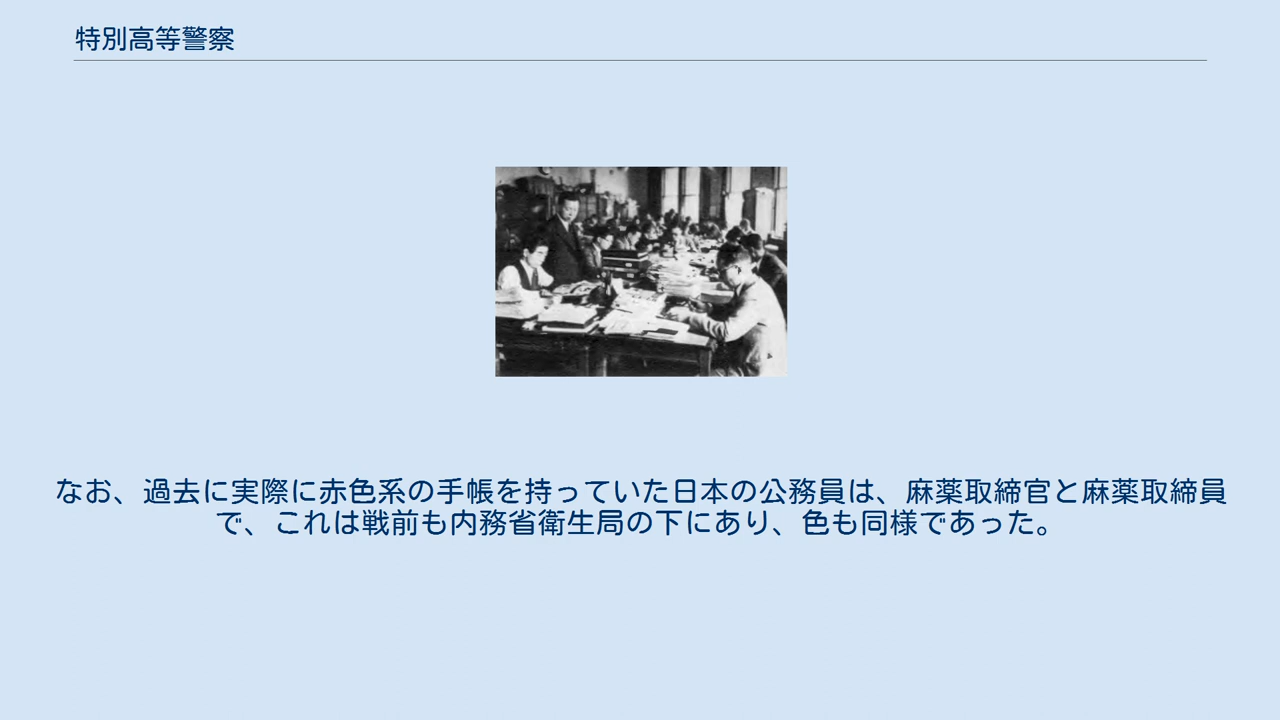 特別高等警察
なお、過去に実際に赤色系の手帳を持っていた日本の公務員は、麻薬取締官と麻薬取締員
で、これは戦前も内務省衛生局の下にあり、色も同様であった。